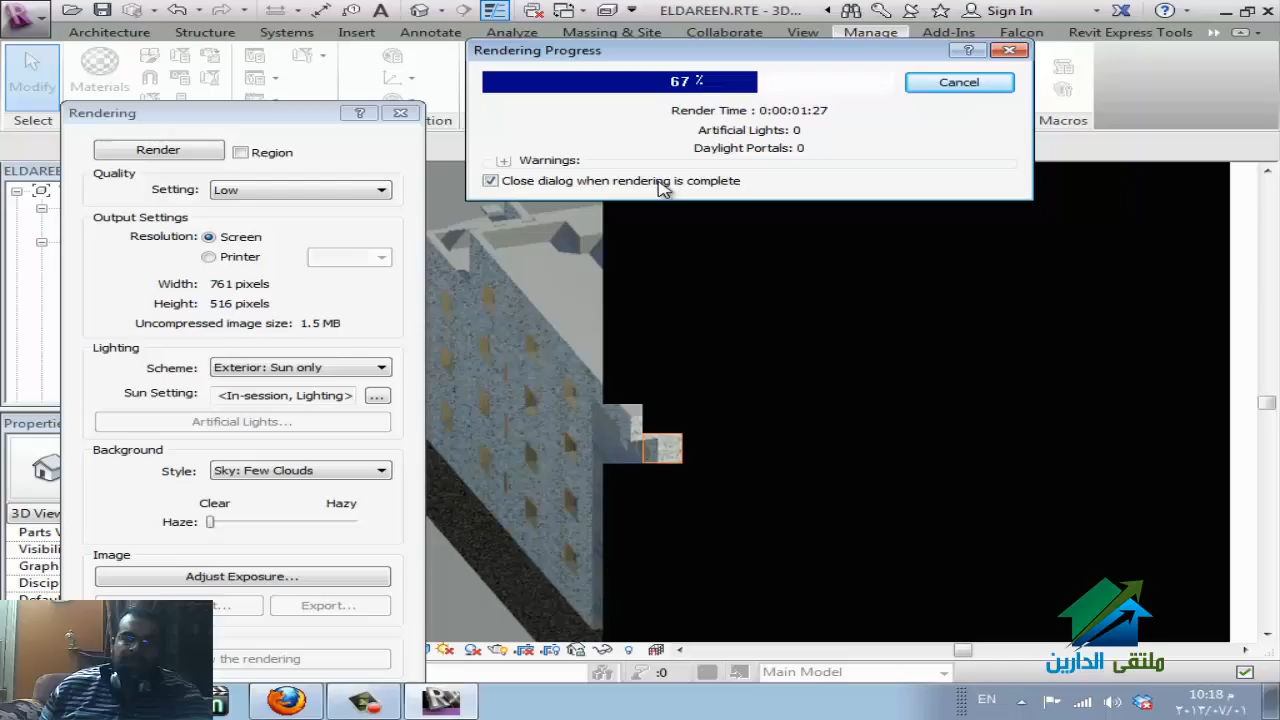 ELDAREEN.RTE - 3D...
Sign In
Architecture Structure Systems Insert Annotate Analyze Massing & Site Collaborate View Manage Add-Ins Falcon Revit Express Tools
Modify
Materials
Select
Macros
Rendering Progress
67 %
Cancel
Render Time : 0:00:01:27
Artificial Lights: 0
Daylight Portals: 0
Warnings:
Close dialog when rendering is complete
Rendering
Render
Region
Quality
Setting: Low
Output Settings
Resolution: Screen
Printer
Width: 761 pixels
Height: 516 pixels
Uncompressed image size: 1.5 MB
Lighting
Scheme: Exterior: Sun only
Sun Setting: <In-session, Lighting> ...
Artificial Lights...
Background
Style: Sky: Few Clouds
Clear Hazy
Haze:
Image
Adjust Exposure...
Export...
the rendering
ELDAREEN
Properti
3D View
Parts V
Visibili
Graph
Discip
ملتقى الدارين
:0
Main Model
EN
10:18 م
٢٠١٣/٠٧/٠١